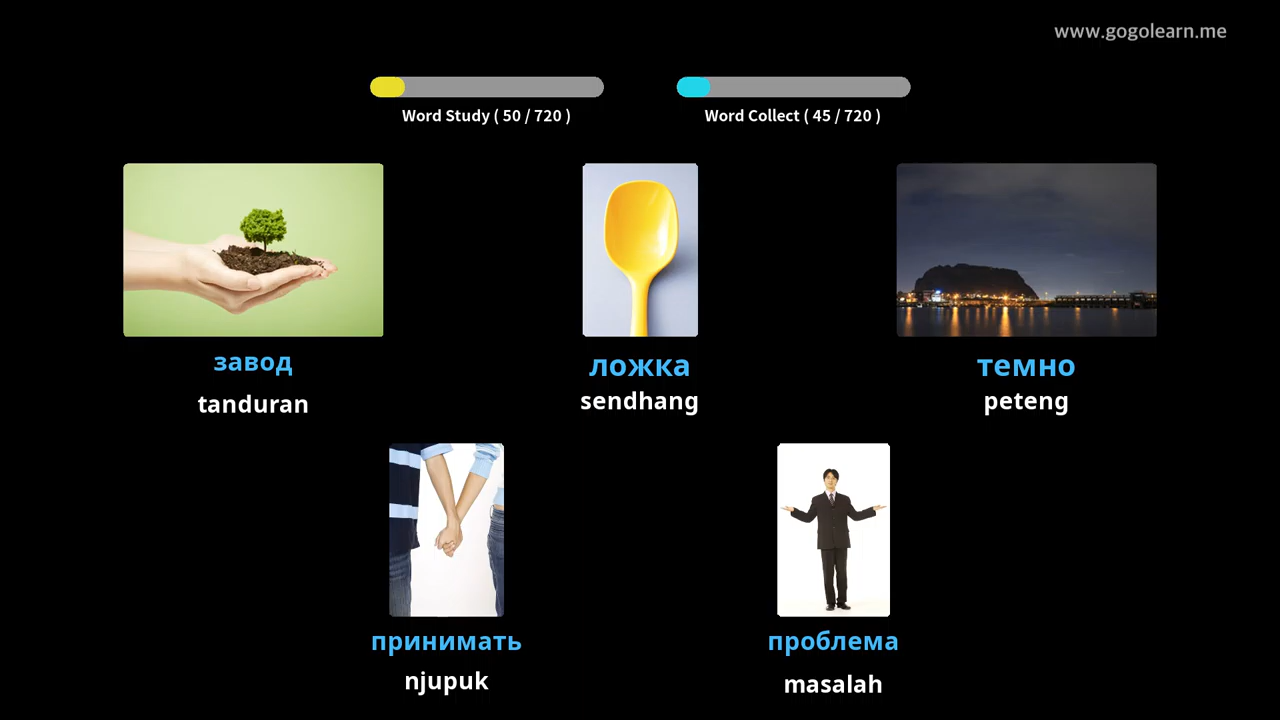 www.gogolearn.me
Word Study ( 50 / 720 )
Word Collect ( 45 / 720 )
завод
tanduran
ложка
sendhang
темно
peteng
принимать
njupuk
проблема
masalah